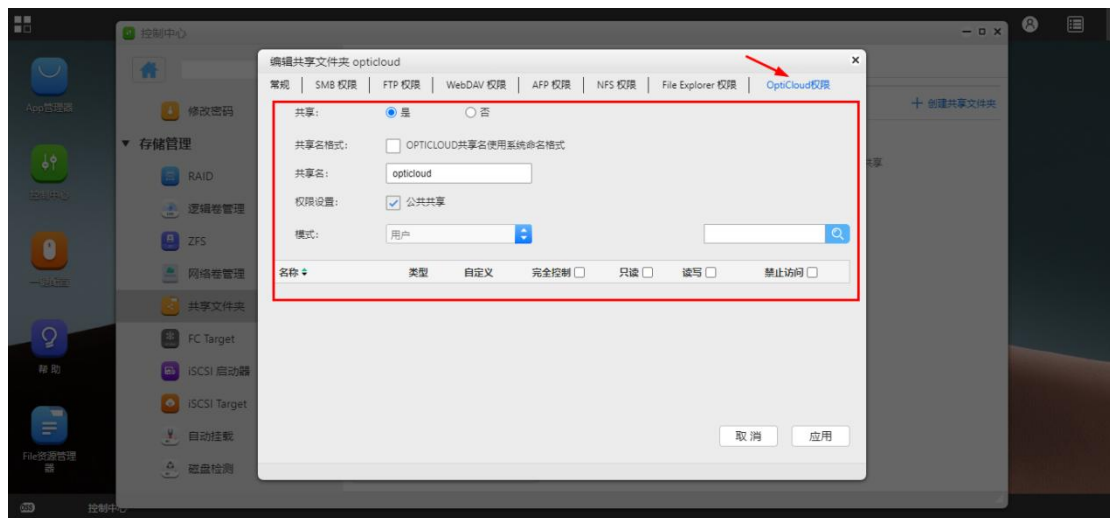 控制中心
编辑共享文件夹 opticloud
常规 | SMB 权限 | FTP 权限 | WebDAV 权限 | AFP 权限 | NFS 权限 | File Explorer 权限 | OptiCloud权限
App管理器
修改密码
共享: 是 否
创建共享文件夹
存储管理
共享名格式: OPTICLOUD共享名使用系统命名格式
共享
控制中心
RAID
共享名: opticloud
逻辑卷管理
权限设置: 公共共享
ZFS
模式: 用户
网络卷管理
名称 类型 自定义 完全控制 只读 读写 禁止访问
共享文件夹
FC Target
帮助
iSCSI 启动器
iSCSI Target
自动挂载
取消 应用
File资源管理器
磁盘检测
控制中心